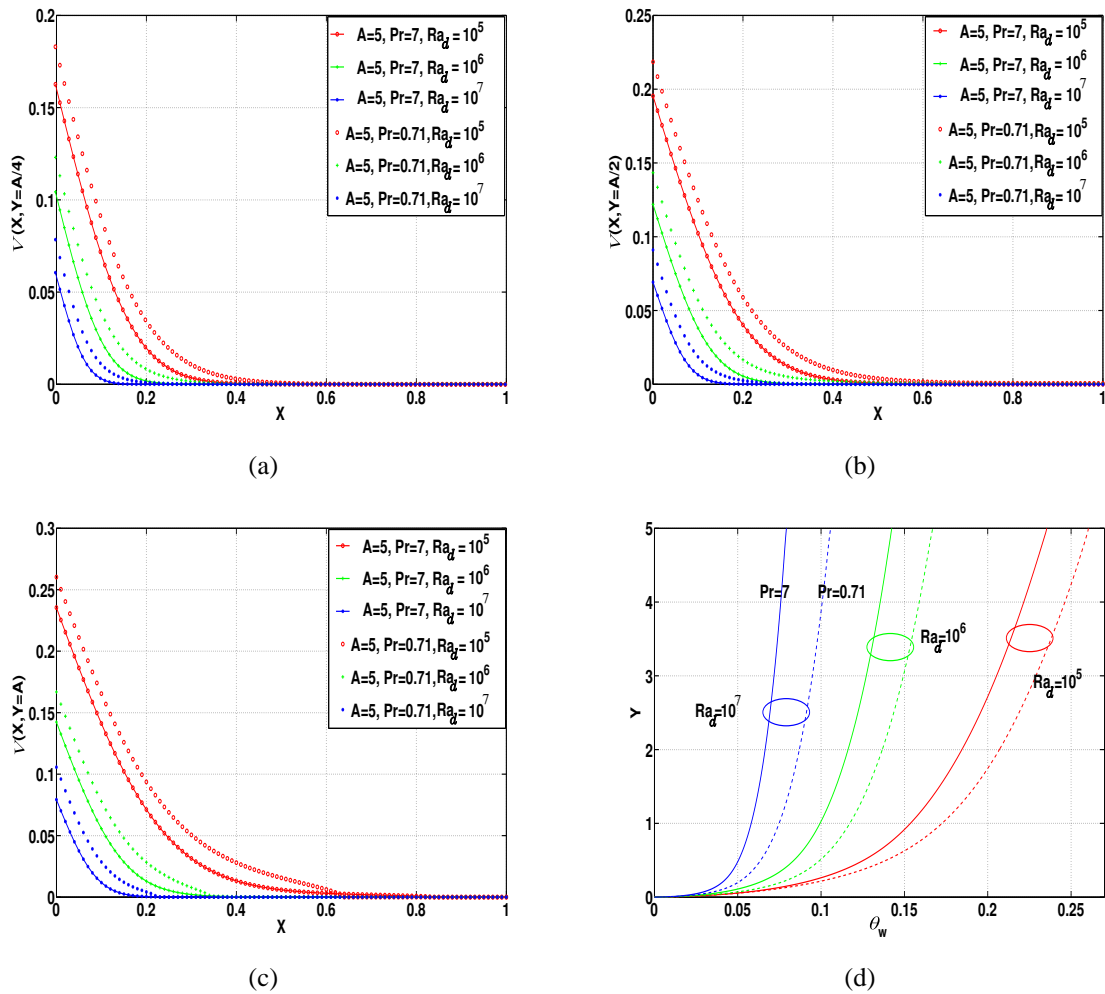 0.2
0.15
0.1
0.05
0
V(X,Y=A/4)
0
0.2
0.4
0.6
0.8
1
X
A=5, Pr=7, Ra_d = 10^5
A=5, Pr=7, Ra_d = 10^6
A=5, Pr=7, Ra_d = 10^7
A=5, Pr=0.71,Ra_d = 10^5
A=5, Pr=0.71,Ra_d = 10^6
A=5, Pr=0.71,Ra_d = 10^7
(a)
0.25
0.2
0.15
0.1
0.05
0
V(X,Y=A/2)
0
0.2
0.4
0.6
0.8
1
X
A=5, Pr=7, Ra_d = 10^5
A=5, Pr=7, Ra_d = 10^6
A=5, Pr=7, Ra_d = 10^7
A=5, Pr=0.71,Ra_d = 10^5
A=5, Pr=0.71,Ra_d = 10^6
A=5, Pr=0.71,Ra_d = 10^7
(b)
0.3
0.25
0.2
0.15
0.1
0.05
0
V(X,Y=A)
0
0.2
0.4
0.6
0.8
1
X
A=5, Pr=7, Ra_d = 10^5
A=5, Pr=7, Ra_d = 10^6
A=5, Pr=7, Ra_d = 10^7
A=5, Pr=0.71,Ra_d = 10^5
A=5, Pr=0.71,Ra_d = 10^6
A=5, Pr=0.71,Ra_d = 10^7
(c)
5
4
3
2
1
0
Y
Pr=7
Pr=0.71
Ra_d=10^6
Ra_d=10^5
Ra_d=10^7
0
0.05
0.1
0.15
0.2
0.25
θ_w
(d)